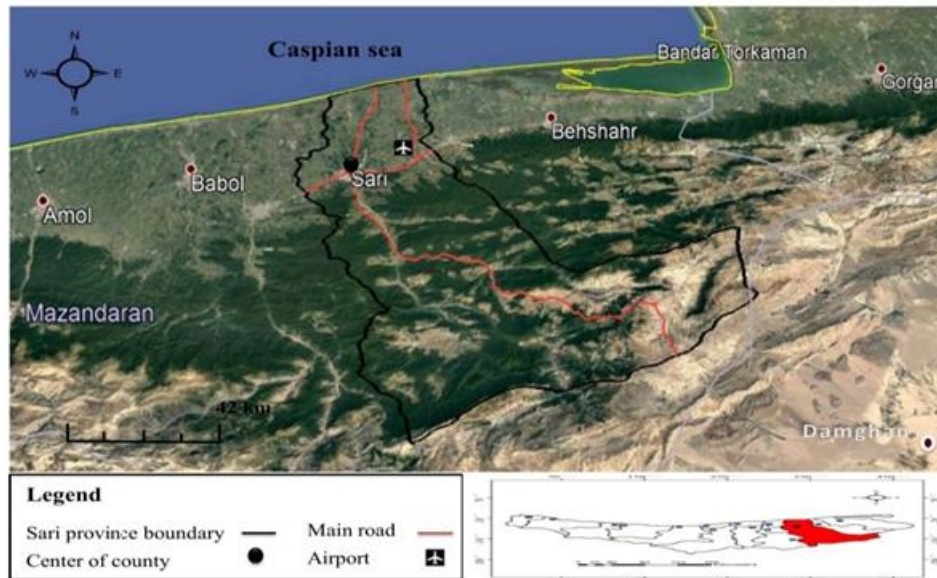 N
W E
S
Caspian sea
Bandar Torkaman
Gorgan
Behshahr
Babol
Sari
Amol
Mazandaran
42 km
Damghan
Legend
Sari province boundary
Main road
Center of county
Airport